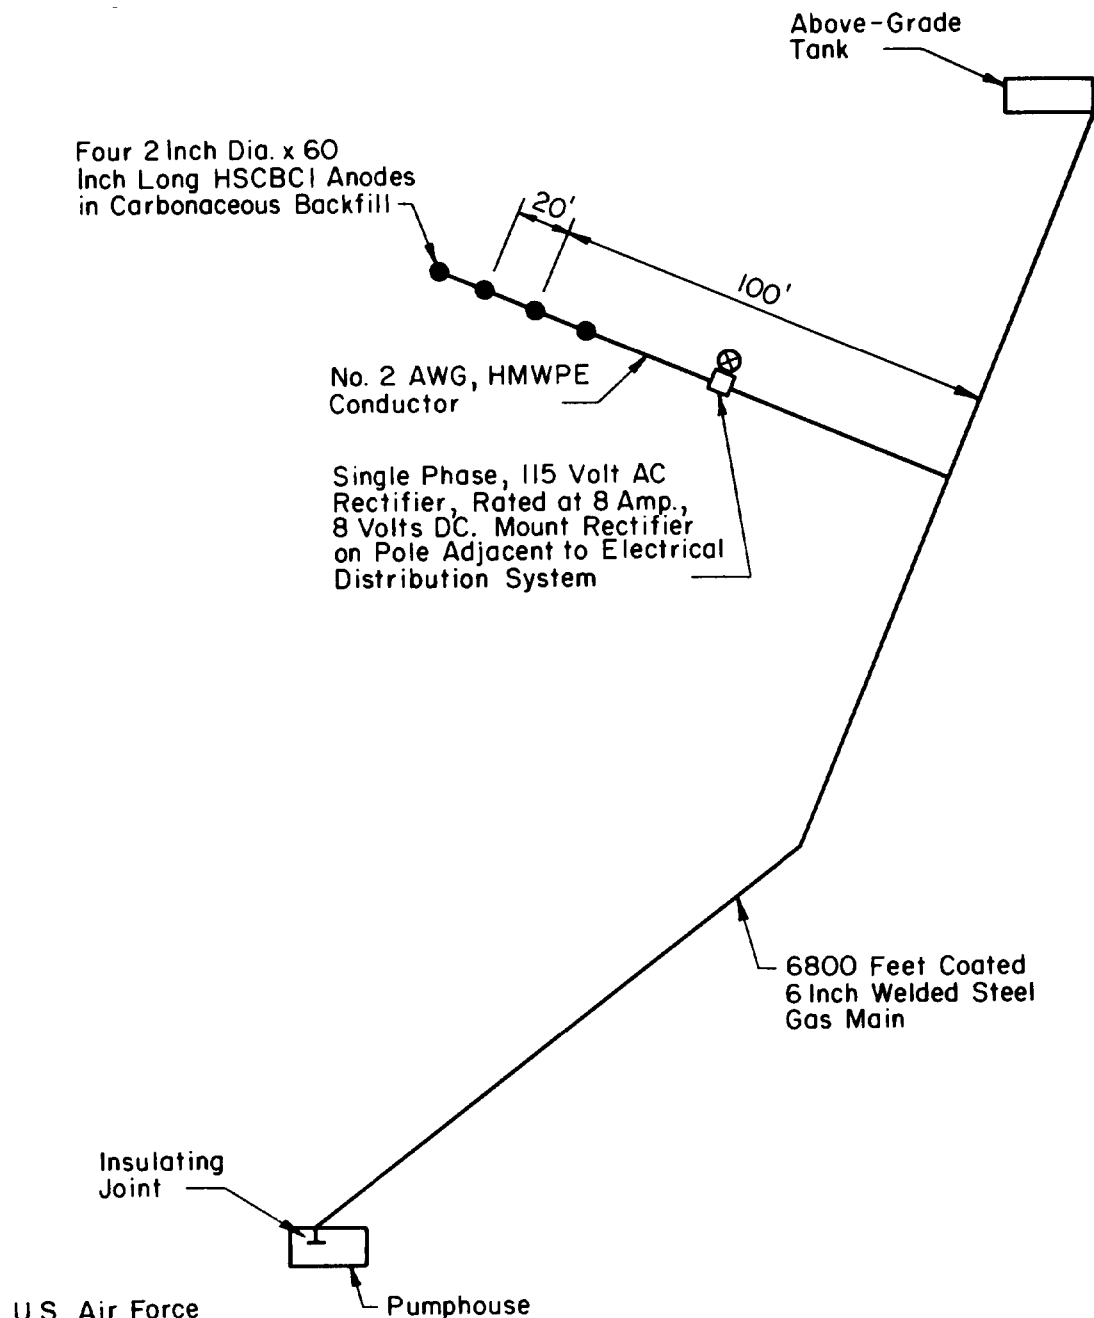 Above-Grade
Tank
Four 2 Inch Dia. x 60
Inch Long HSCBCI Anodes
in Carbonaceous Backfill
20'
100'
No. 2 AWG, HMWPE
Conductor
Single Phase, 115 Volt AC
Rectifier, Rated at 8 Amp.,
8 Volts DC. Mount Rectifier
on Pole Adjacent to Electrical
Distribution System
6800 Feet Coated
6 Inch Welded Steel
Gas Main
Insulating
Joint
Pumphouse
U.S. Air Force